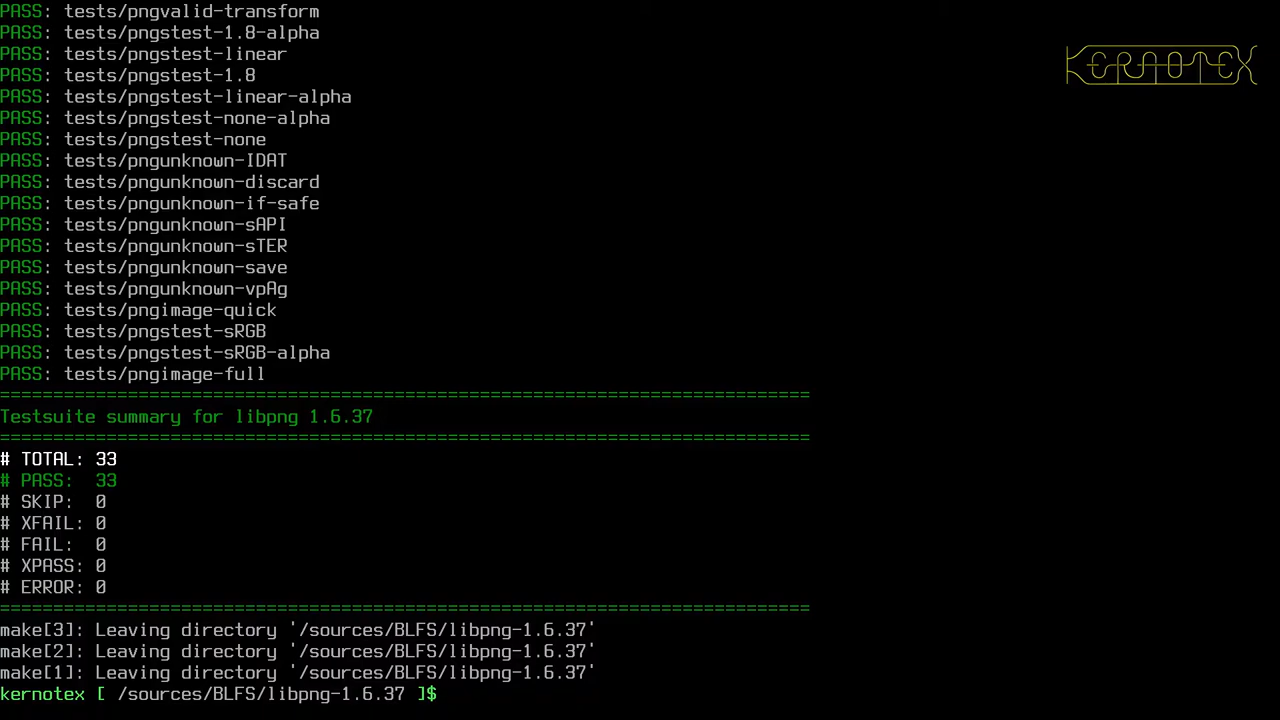 PASS: tests/pngvalid-transform
PASS: tests/pngstest-1.8-alpha
PASS: tests/pngstest-linear
PASS: tests/pngstest-1.8
PASS: tests/pngstest-linear-alpha
PASS: tests/pngstest-none-alpha
PASS: tests/pngstest-none
PASS: tests/pngunknown-IDAT
PASS: tests/pngunknown-discard
PASS: tests/pngunknown-if-safe
PASS: tests/pngunknown-sAPI
PASS: tests/pngunknown-sTER
PASS: tests/pngunknown-save
PASS: tests/pngunknown-vpAg
PASS: tests/pngimage-quick
PASS: tests/pngstest-sRGB
PASS: tests/pngstest-sRGB-alpha
PASS: tests/pngimage-full
============================================================================
Testsuite summary for libpng 1.6.37
============================================================================
# TOTAL: 33
# PASS:  33
# SKIP:  0
# XFAIL: 0
# FAIL:  0
# XPASS: 0
# ERROR: 0
============================================================================
make[3]: Leaving directory '/sources/BLFS/libpng-1.6.37'
make[2]: Leaving directory '/sources/BLFS/libpng-1.6.37'
make[1]: Leaving directory '/sources/BLFS/libpng-1.6.37'
kernotex [ /sources/BLFS/libpng-1.6.37 ]$
KERNOTEX